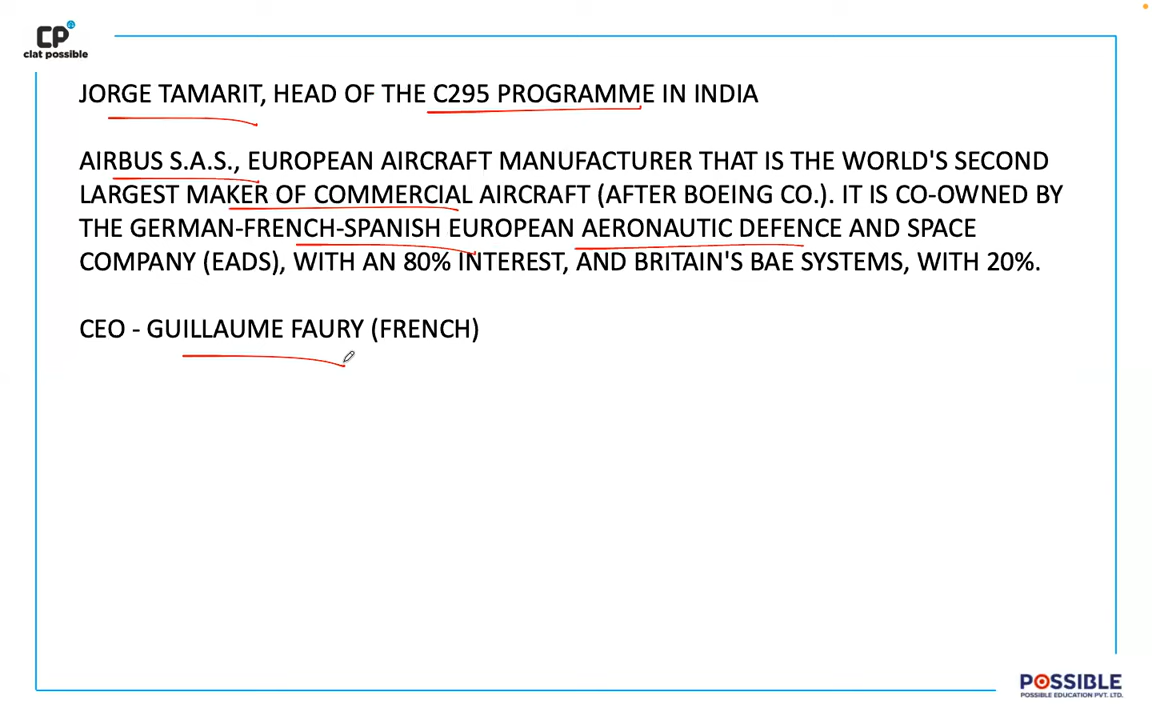 CP
clat possible
JORGE TAMARIT, HEAD OF THE C295 PROGRAMME IN INDIA
AIRBUS S.A.S., EUROPEAN AIRCRAFT MANUFACTURER THAT IS THE WORLD'S SECOND
LARGEST MAKER OF COMMERCIAL AIRCRAFT (AFTER BOEING CO.). IT IS CO-OWNED BY
THE GERMAN-FRENCH-SPANISH EUROPEAN AERONAUTIC DEFENCE AND SPACE
COMPANY (EADS), WITH AN 80% INTEREST, AND BRITAIN'S BAE SYSTEMS, WITH 20%.
CEO - GUILLAUME FAURY (FRENCH)
POSSIBLE
POSSIBLE EDUCATION PVT. LTD.